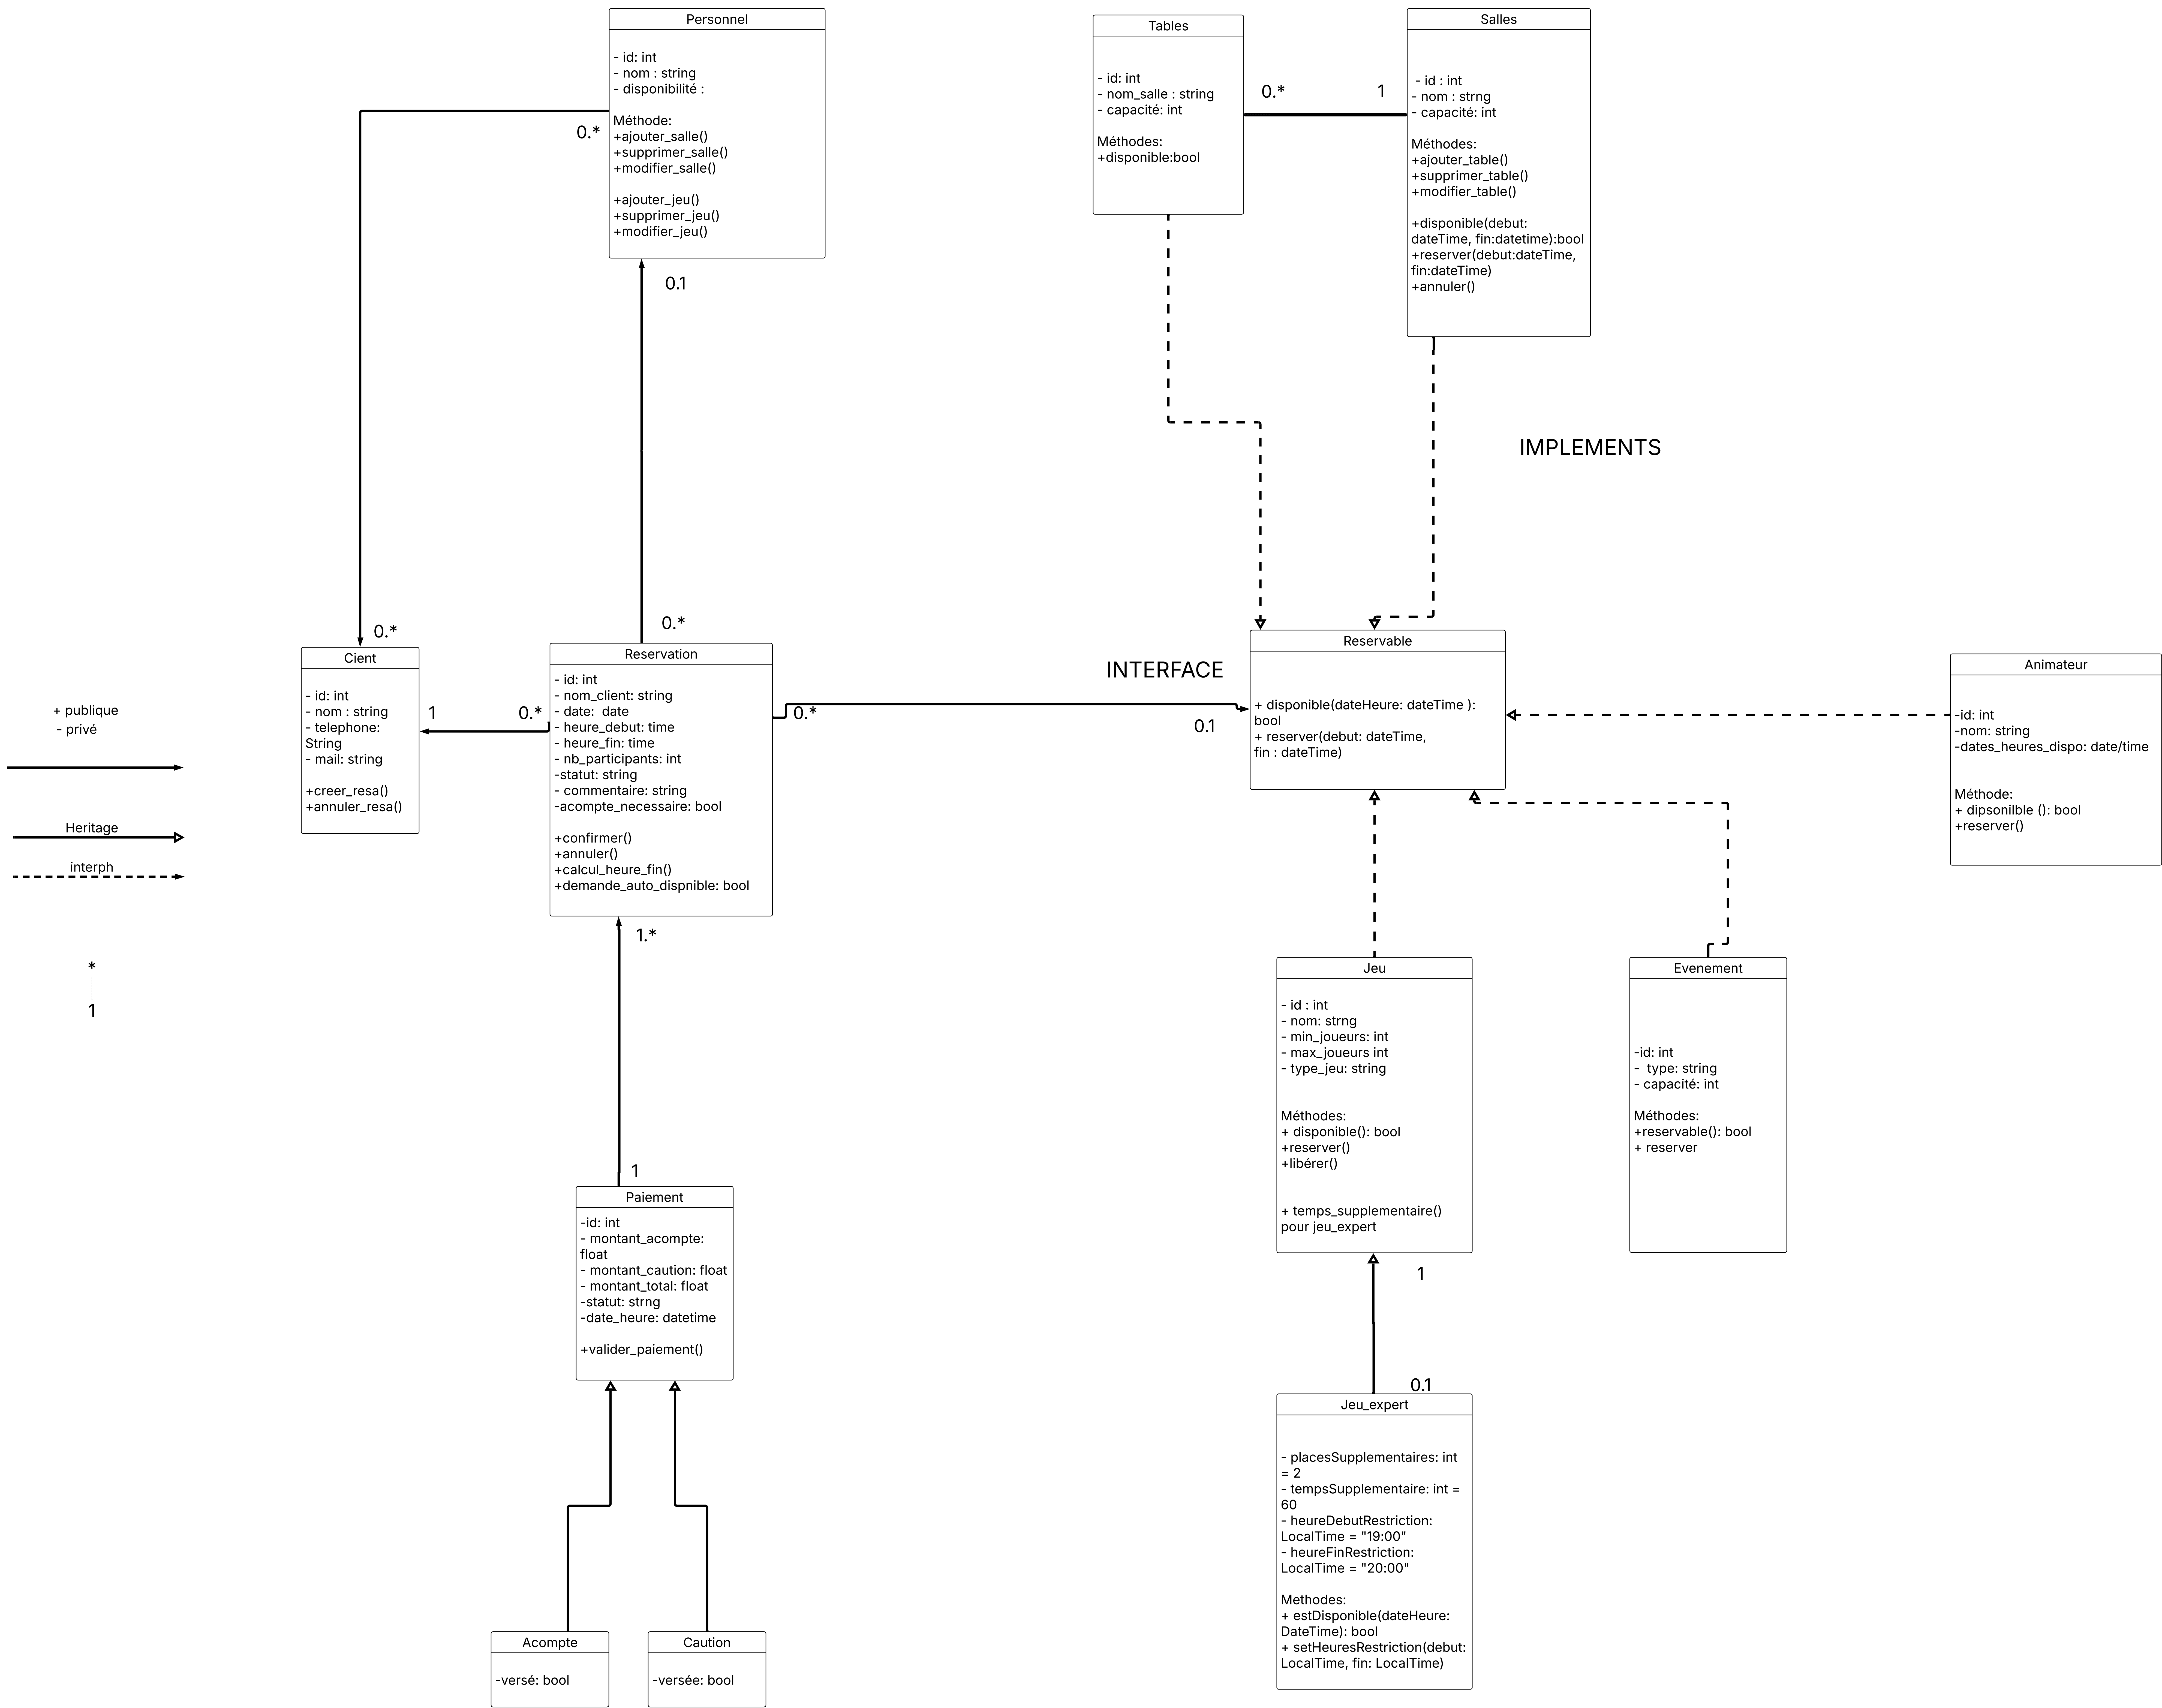 Personnel
- id: int
- nom : string
- disponibilité :
Méthode:
+ajouter_salle()
+supprimer_salle()
+modifier_salle()
+ajouter_jeu()
+supprimer_jeu()
+modifier_jeu()
Tables
- id: int
- nom_salle : string
- capacité: int
Méthodes:
+disponible:bool
0.*
1
Salles
- id : int
- nom : strng
- capacité: int
Méthodes:
+ajouter_table()
+supprimer_table()
+modifier_table()
+disponible(debut:
dateTime, fin:datetime):bool
+reserver(debut:dateTime,
fin:dateTime)
+annuler()
0.*
0.1
IMPLEMENTS
0.*
0.*
Cient
- id: int
- nom : string
- telephone:
String
- mail: string
+creer_resa()
+annuler_resa()
1
0.*
Reservation
- id: int
- nom_client: string
- date:  date
- heure_debut: time
- heure_fin: time
- nb_participants: int
-statut: string
- commentaire: string
-acompte_necessaire: bool
+confirmer()
+annuler()
+calcul_heure_fin()
+demande_auto_dispnible: bool
0.*
INTERFACE
0.1
Reservable
+ disponible(dateHeure: dateTime ):
bool
+ reserver(debut: dateTime,
fin : dateTime)
Animateur
-id: int
-nom: string
-dates_heures_dispo: date/time
Méthode:
+ dipsonilble (): bool
+reserver()
+ publique
- privé
Heritage
interph
*
1
1.*
1
Jeu
- id : int
- nom: strng
- min_joueurs: int
- max_joueurs int
- type_jeu: string
Méthodes:
+ disponible(): bool
+reserver()
+libérer()
+ temps_supplementaire()
pour jeu_expert
Evenement
-id: int
-  type: string
- capacité: int
Méthodes:
+reservable(): bool
+ reserver
Paiement
-id: int
- montant_acompte:
float
- montant_caution: float
- montant_total: float
-statut: strng
-date_heure: datetime
+valider_paiement()
1
0.1
Jeu_expert
- placesSupplementaires: int
= 2
- tempsSupplementaire: int =
60
- heureDebutRestriction:
LocalTime = "19:00"
- heureFinRestriction:
LocalTime = "20:00"
Methodes:
+ estDisponible(dateHeure:
DateTime): bool
+ setHeuresRestriction(debut:
LocalTime, fin: LocalTime)
Acompte
-versé: bool
Caution
-versée: bool